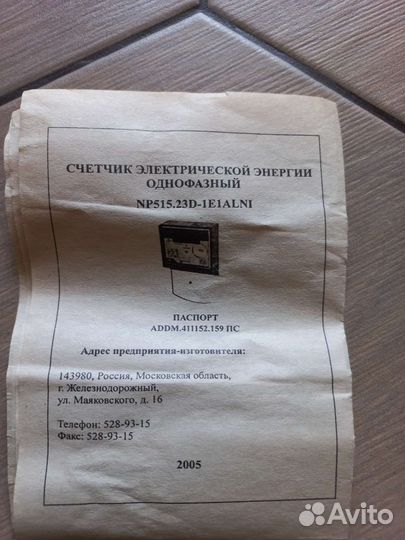 СЧЕТЧИК ЭЛЕКТРИЧЕСКОЙ ЭНЕРГИИ
ОДНОФАЗНЫЙ
NP515.23D-1E1ALNI
ПАСПОРТ
ADDM.411152.159 ПС
Адрес предприятия-изготовителя:
143980, Россия, Московская область,
г. Железнодорожный,
ул. Маяковского, д. 16
Телефон: 528-93-15
Факс: 528-93-15
2005
Avito